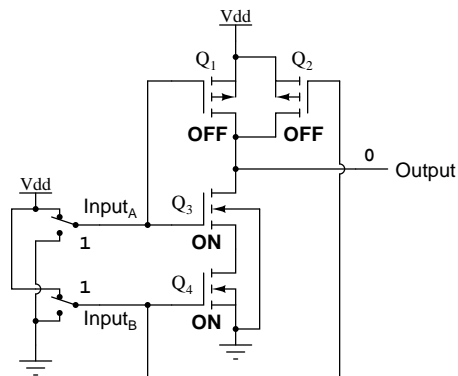 Vdd
Q1 Q2
OFF OFF
0
Output
Vdd
InputA
Q3
1
ON
1
Q4
InputB
ON